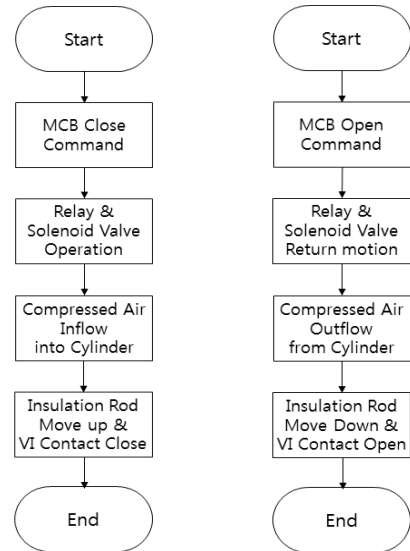 Start
MCB Close
Command
Relay &
Solenoid Valve
Operation
Compressed Air
Inflow
into Cylinder
Insulation Rod
Move up &
VI Contact Close
End
Start
MCB Open
Command
Relay &
Solenoid Valve
Return motion
Compressed Air
Outflow
from Cylinder
Insulation Rod
Move Down &
VI Contact Open
End